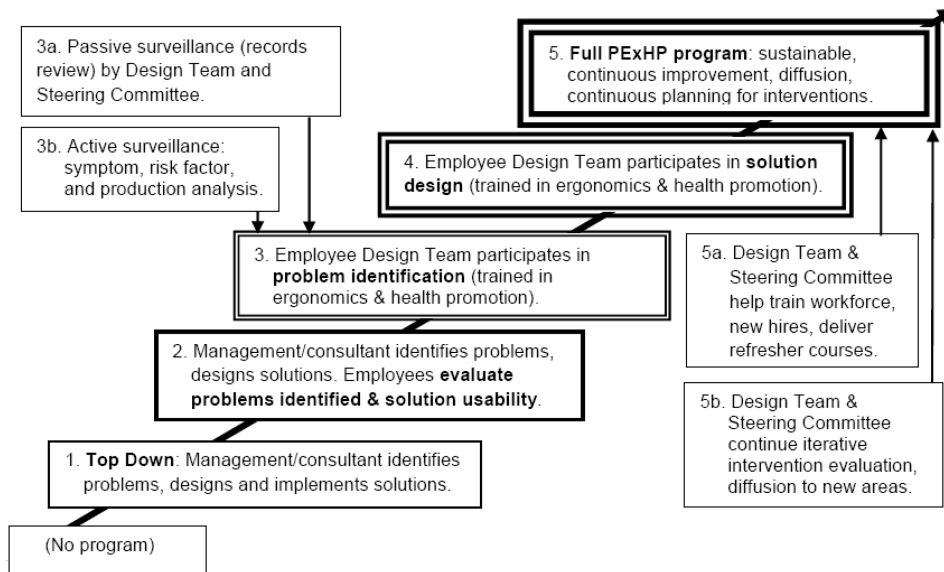 3a. Passive surveillance (records
review) by Design Team and
Steering Committee.
3b. Active surveillance:
symptom, risk factor,
and production analysis.
5. Full PExHP program: sustainable,
continuous improvement, diffusion,
continuous planning for interventions.
4. Employee Design Team participates in solution
design (trained in ergonomics & health promotion).
3. Employee Design Team participates in
problem identification (trained in
ergonomics & health promotion).
5a. Design Team &
Steering Committee
help train workforce,
new hires, deliver
refresher courses.
2. Management/consultant identifies problems,
designs solutions. Employees evaluate
problems identified & solution usability.
5b. Design Team &
Steering Committee
continue iterative
intervention evaluation,
diffusion to new areas.
1. Top Down: Management/consultant identifies
problems, designs and implements solutions.
(No program)